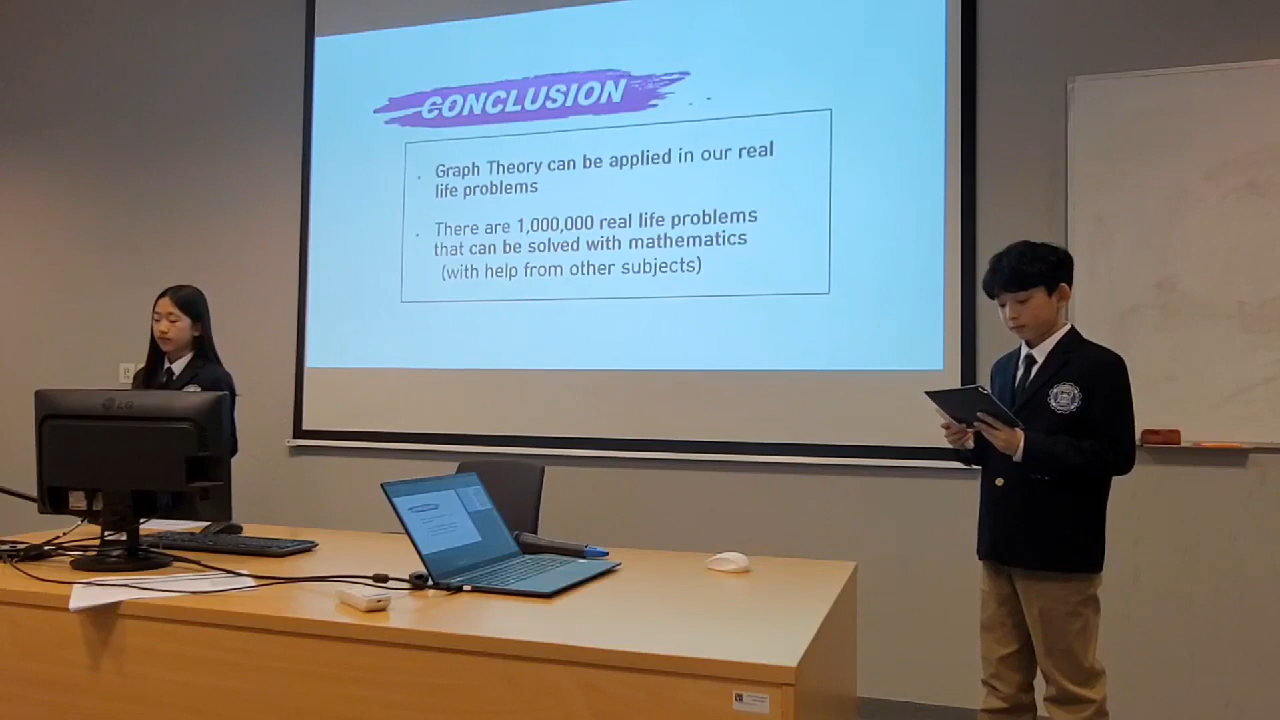 CONCLUSION
. Graph Theory can be applied in our real
life problems
. There are 1,000,000 real life problems
that can be solved with mathematics
(with help from other subjects)
LG